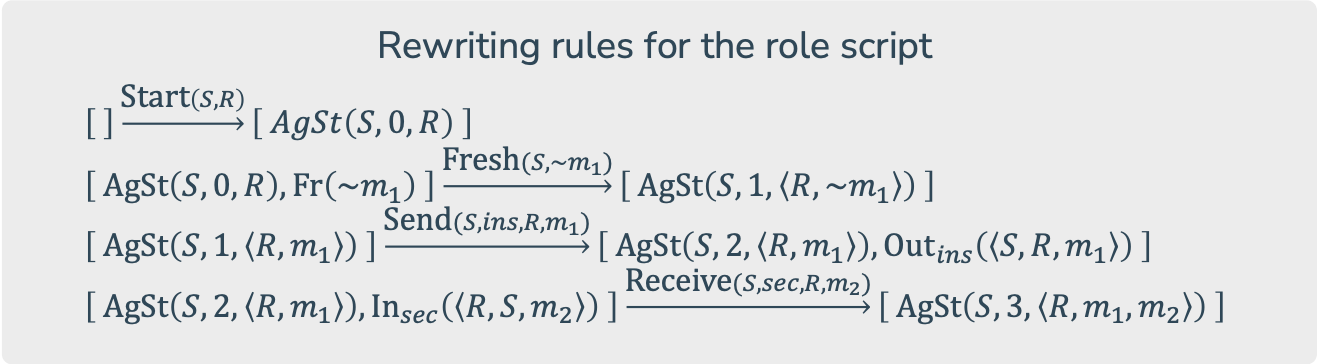 Rewriting rules for the role script
[ ] Start(S,R) ⟶ [ AgSt(S, 0, R) ]
[ AgSt(S, 0, R), Fr(~m₁) ] Fresh(S,~m₁) ⟶ [ AgSt(S, 1, ⟨R, ~m₁⟩) ]
[ AgSt(S, 1, ⟨R, m₁⟩) ] Send(S,ins,R,m₁) ⟶ [ AgSt(S, 2, ⟨R, m₁⟩), Outᵢₙₛ(⟨S, R, m₁⟩) ]
[ AgSt(S, 2, ⟨R, m₁⟩), In_sec(⟨R, S, m₂⟩) ] Receive(S,sec,R,m₂) ⟶ [ AgSt(S, 3, ⟨R, m₁, m₂⟩) ]